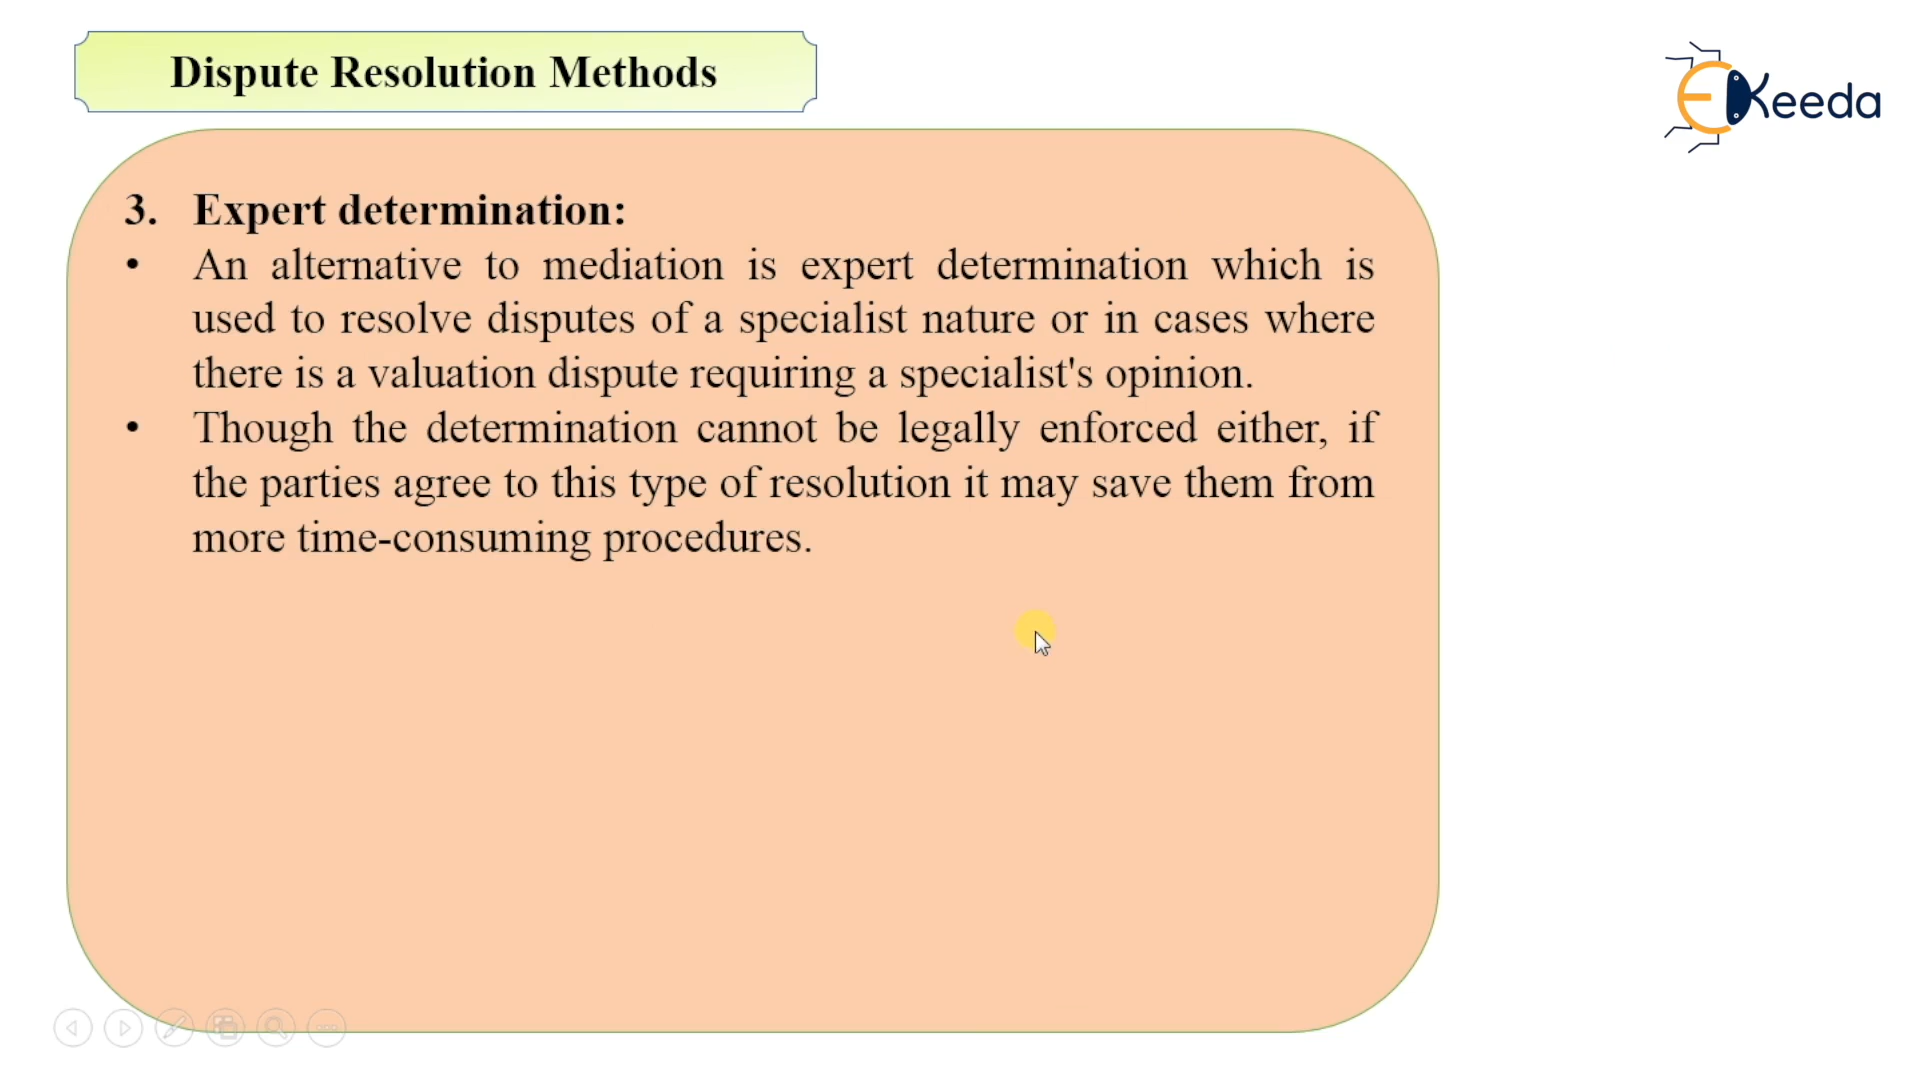 Dispute Resolution Methods
EKeeda
3. Expert determination:
• An alternative to mediation is expert determination which is
used to resolve disputes of a specialist nature or in cases where
there is a valuation dispute requiring a specialist's opinion.
• Though the determination cannot be legally enforced either, if
the parties agree to this type of resolution it may save them from
more time-consuming procedures.